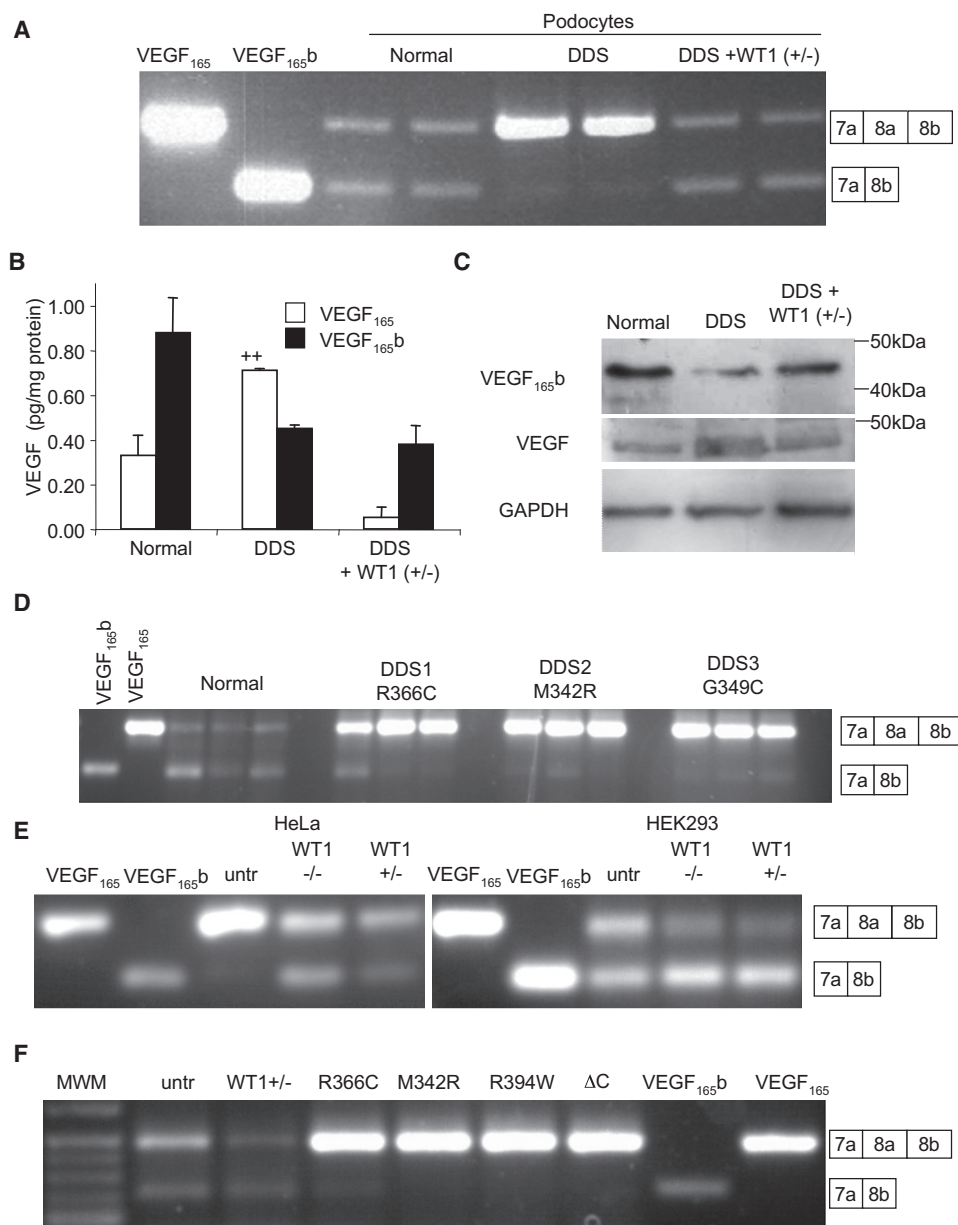 A
Podocytes
VEGF165 VEGF165b Normal DDS DDS +WT1 (+/-)
7a 8a 8b
7a 8b
B
VEGF (pg/mg protein)
1.00
0.80
0.60
0.40
0.20
0.00
++
VEGF165
VEGF165b
Normal DDS DDS
+ WT1 (+/-)
C
DDS +
WT1 (+/-)
Normal DDS
50kDa
VEGF165b
40kDa
50kDa
VEGF
GAPDH
D
VEGF165b
VEGF165
Normal
DDS1
R366C
DDS2
M342R
DDS3
G349C
7a 8a 8b
7a 8b
E
HeLa
WT1 WT1
VEGF165 VEGF165b untr -/- +/-
HEK293
WT1 WT1
VEGF165 VEGF165b untr -/- +/-
7a 8a 8b
7a 8b
F
MWM untr WT1+/- R366C M342R R394W ΔC VEGF165b VEGF165
7a 8a 8b
7a 8b